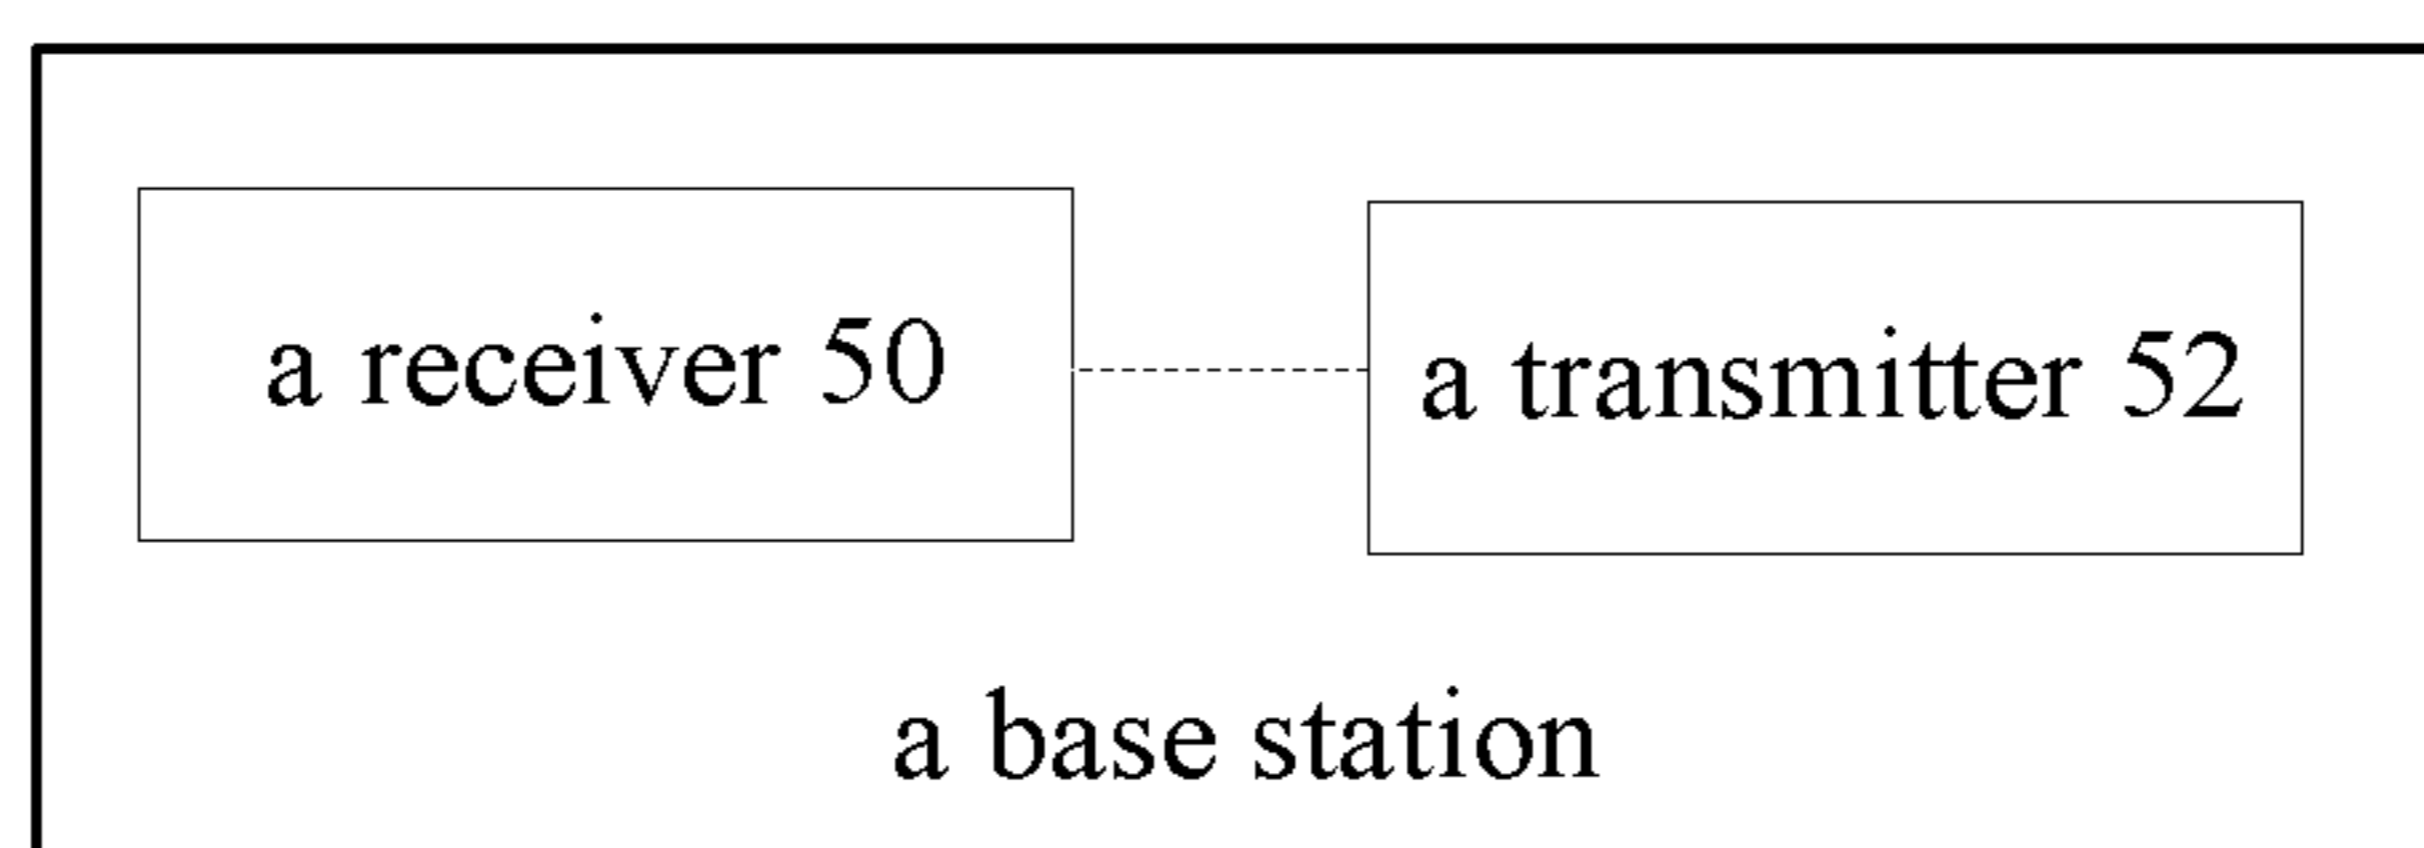 a receiver 50
a transmitter 52
a base station